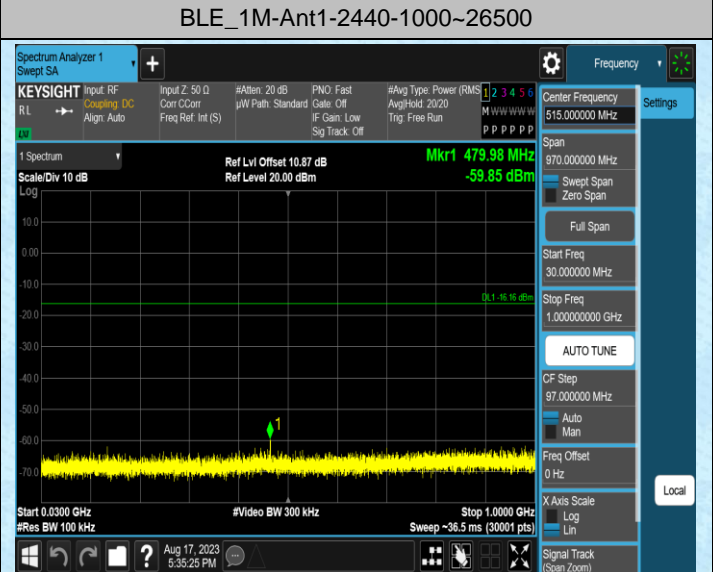 BLE_1M-Ant1-2440-1000~26500
Spectrum Analyzer 1
Swept SA
Frequency
KEYSIGHT
RL
LXI
Input: RF
Coupling: DC
Align: Auto
Input Z: 50 Ω
Corr CCorr
Freq Ref: Int (S)
#Atten: 20 dB
µW Path: Standard
PNO: Fast
Gate: Off
IF Gain: Low
Sig Track: Off
#Avg Type: Power (RMS
Avg|Hold: 20/20
Trig: Free Run
1 2 3 4 5 6
M W W W W W
P P P P P P
1 Spectrum
Scale/Div 10 dB
Ref Lvl Offset 10.87 dB
Ref Level 20.00 dBm
Mkr1 479.98 MHz
-59.85 dBm
Log
10.0
0.00
-10.0
-20.0
-30.0
-40.0
-50.0
-60.0
-70.0
DL1 -16.16 dBm
1
Start 0.0300 GHz
#Res BW 100 kHz
#Video BW 300 kHz
Stop 1.0000 GHz
Sweep ~36.5 ms (30001 pts)
Center Frequency
515.000000 MHz
Settings
Span
970.000000 MHz
Swept Span
Zero Span
Full Span
Start Freq
30.000000 MHz
Stop Freq
1.000000000 GHz
AUTO TUNE
CF Step
97.000000 MHz
Auto
Man
Freq Offset
0 Hz
X Axis Scale
Log
Lin
Signal Track
(Span Zoom)
Local
?
Aug 17, 2023
5:35:25 PM